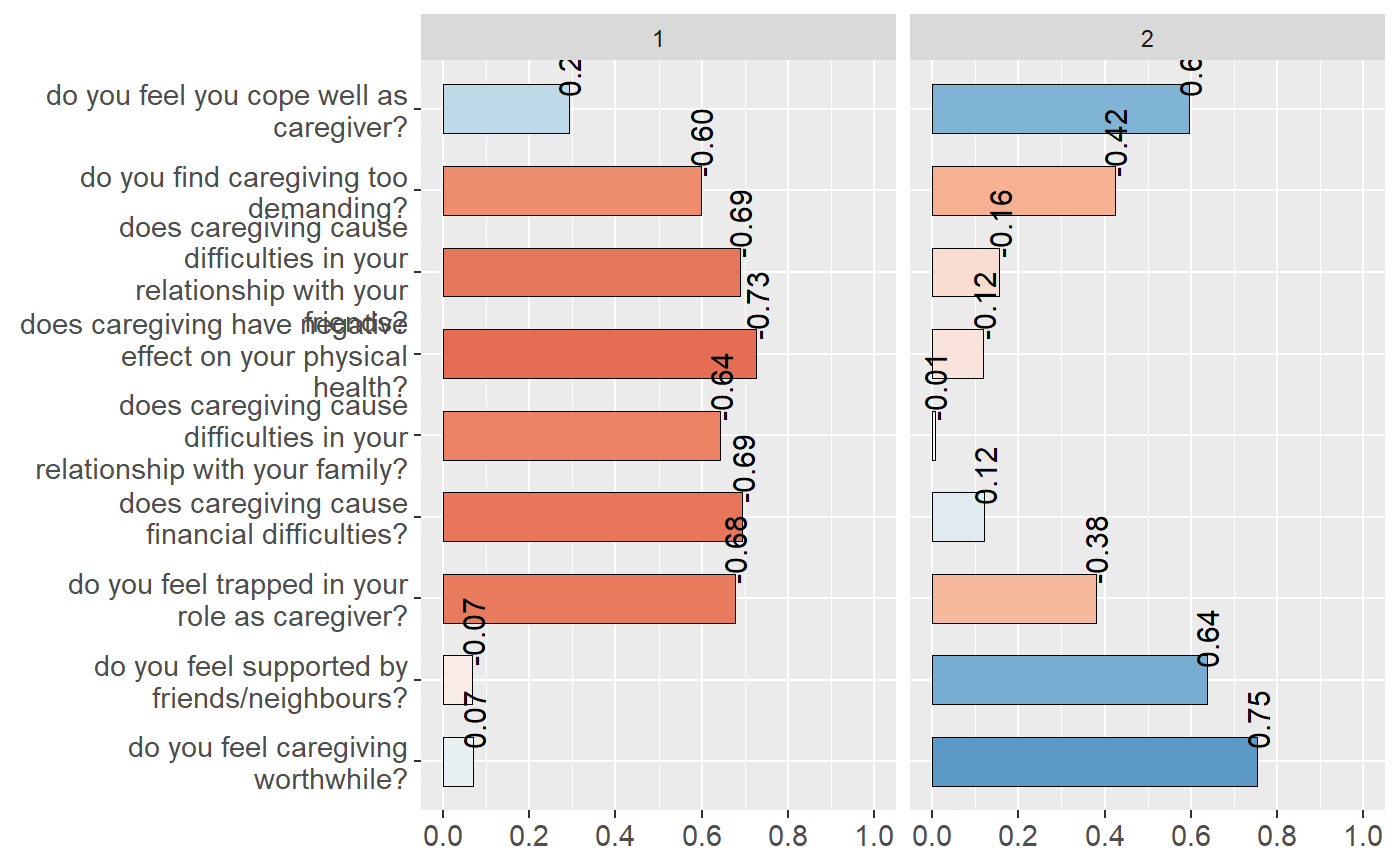 1
2
do you feel you cope well as
caregiver?
do you find caregiving too
demanding?
does caregiving cause
difficulties in your
relationship with your
friends?
does caregiving have negative
effect on your physical
health?
does caregiving cause
difficulties in your
relationship with your family?
does caregiving cause
financial difficulties?
do you feel trapped in your
role as caregiver?
do you feel supported by
friends/neighbours?
do you feel caregiving
worthwhile?
-0.60
-0.69
-0.73
-0.64
-0.69
-0.68
-0.07
0.07
-0.42
-0.16
-0.12
-0.01
0.12
-0.38
0.64
0.75
0.0 0.2 0.4 0.6 0.8 1.0
0.0 0.2 0.4 0.6 0.8 1.0